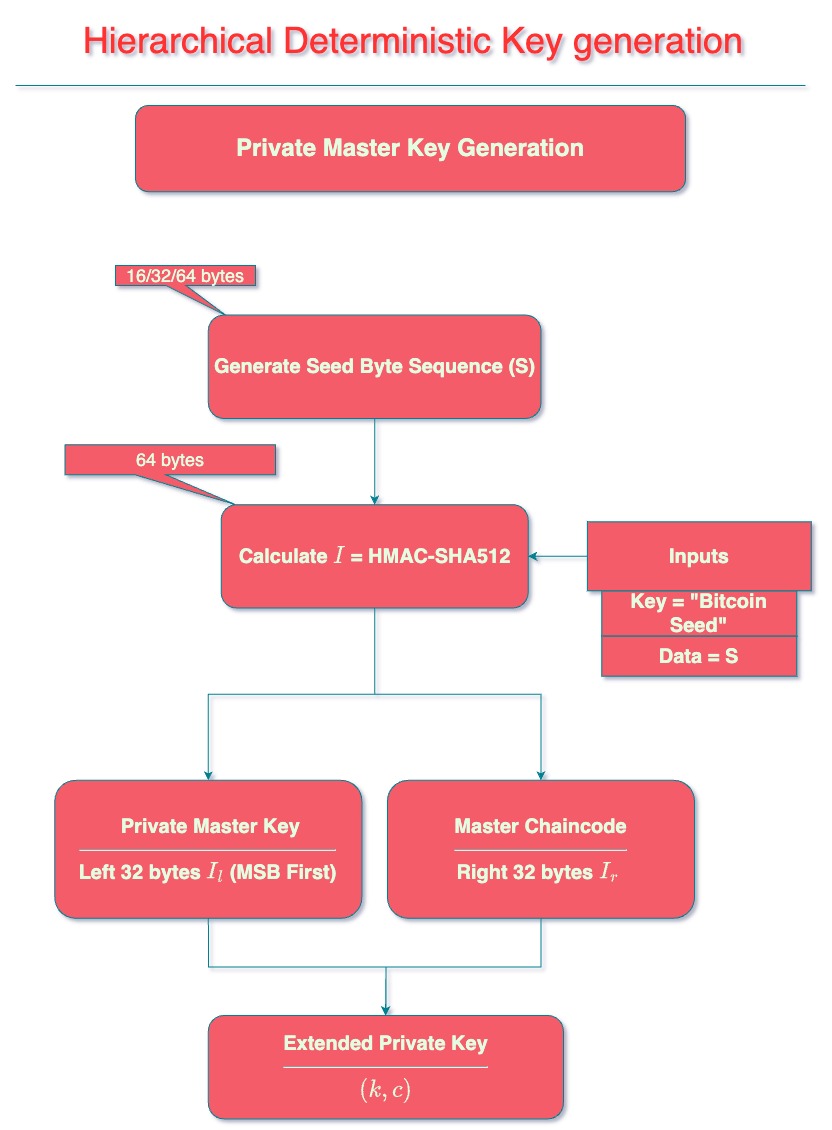 Hierarchical Deterministic Key generation
Private Master Key Generation
16/32/64 bytes
Generate Seed Byte Sequence (S)
64 bytes
Calculate I = HMAC-SHA512
Inputs
Key = "Bitcoin
Seed"
Data = S
Private Master Key
Left 32 bytes Iₗ (MSB First)
Master Chaincode
Right 32 bytes Iᵣ
Extended Private Key
(k, c)